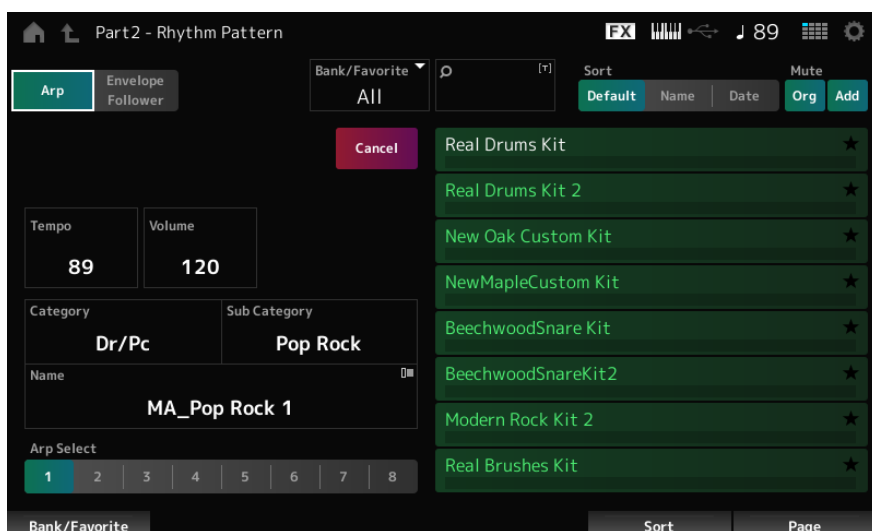 Part2 - Rhythm Pattern
FX
♩ 89
Arp
Envelope
Follower
Bank/Favorite
All
[T]
Sort
Default Name Date
Mute
Org Add
Cancel
Tempo
89
Volume
120
Category
Dr/Pc
Sub Category
Pop Rock
Name
MA_Pop Rock 1
Arp Select
1 2 3 4 5 6 7 8
Real Drums Kit
Real Drums Kit 2
New Oak Custom Kit
NewMapleCustom Kit
BeechwoodSnare Kit
BeechwoodSnareKit2
Modern Rock Kit 2
Real Brushes Kit
Bank/Favorite
Sort
Page